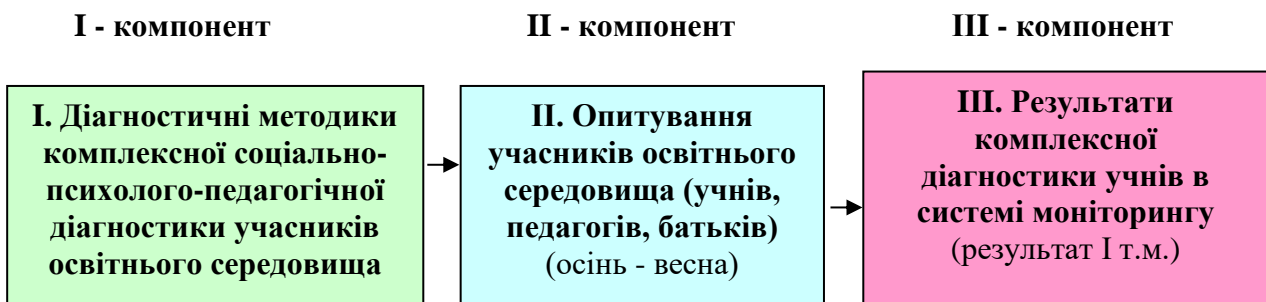 I - компонент
II - компонент
III - компонент
I. Діагностичні методики
комплексної соціально-
психолого-педагогічної
діагностики учасників
освітнього середовища
II. Опитування
учасників освітнього
середовища (учнів,
педагогів, батьків)
(осінь - весна)
III. Результати
комплексної
діагностики учнів в
системі моніторингу
(результат I т.м.)